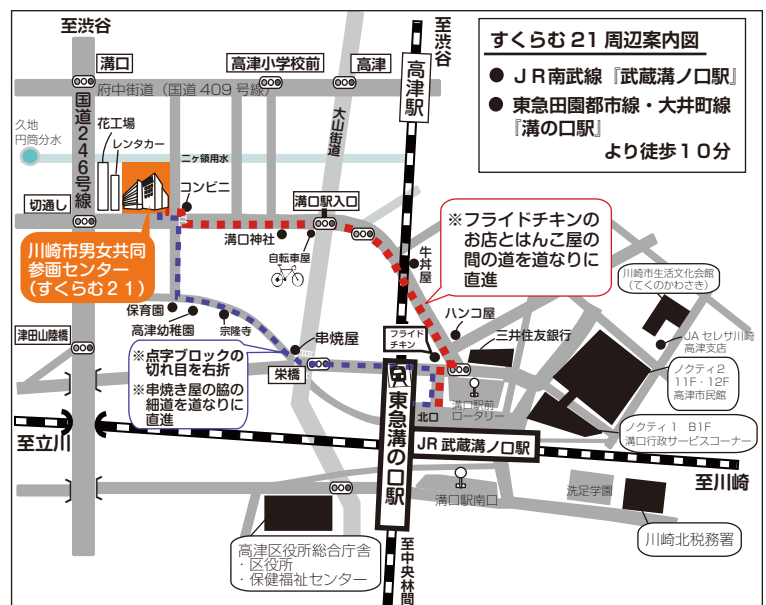 至渋谷
至渋谷
すくらむ21周辺案内図
● JR南武線『武蔵溝ノ口駅』
● 東急田園都市線・大井町線
『溝の口駅』
より徒歩10分
溝口
高津小学校前
高津
高津駅
府中街道(国道409号線)
国道246号線
大山街道
久地
円筒分水
花工場
レンタカー
二ヶ領用水
コンビニ
切通し
溝口駅入口
溝口神社
自転車屋
川崎市男女共同
参画センター
(すくらむ21)
※フライドチキンの
お店とはんこ屋の
間の道を道なりに
直進
牛丼屋
川崎市生活文化会館
(てくのかわさき)
保育園
高津幼稚園
宗隆寺
串焼屋
ハンコ屋
フライド
チキン
三井住友銀行
JAセレサ川崎
高津支店
津田山陸橋
※点字ブロックの
切れ目を右折
※串焼き屋の脇の
細道を道なりに
直進
栄橋
ノクティ2
11F・12F
高津市民館
北口
溝口駅前
ロータリー
ノクティ1 B1F
溝口行政サービスコーナー
東急溝の口駅
JR武蔵溝ノ口駅
至立川
至川崎
溝口駅南口
洗足学園
川崎北税務署
高津区役所総合庁舎
・区役所
・保健福祉センター
至中央林間